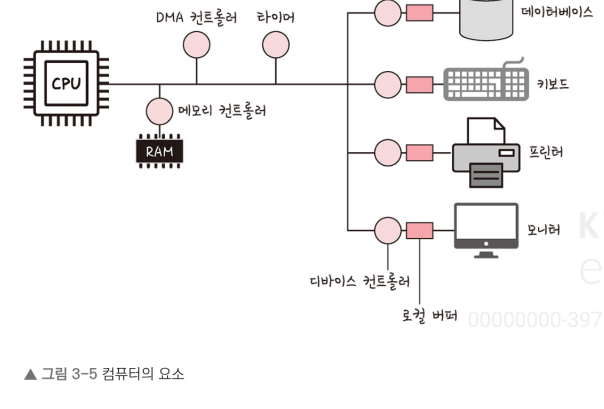 DMA 컨트롤러
타이머
데이터베이스
CPU
키보드
메모리 컨트롤러
RAM
프린터
모니터
K
e
디바이스 컨트롤러
로컬 버퍼
00000000-397
▲ 그림 3-5 컴퓨터의 요소